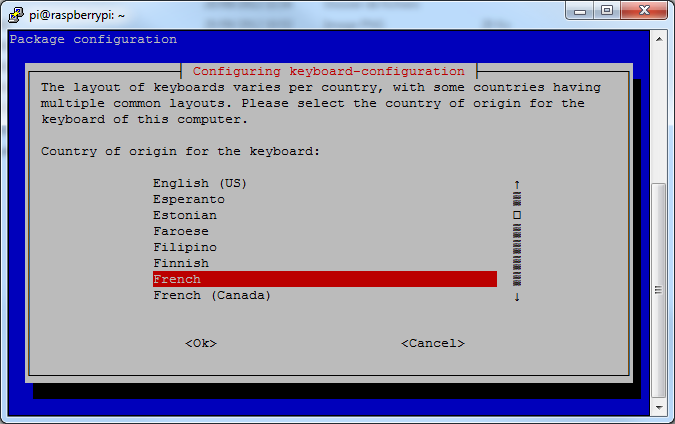 pi@raspberrypi: ~
Package configuration
Configuring keyboard-configuration
The layout of keyboards varies per country, with some countries having
multiple common layouts. Please select the country of origin for the
keyboard of this computer.
Country of origin for the keyboard:
English (US)
Esperanto
Estonian
Faroese
Filipino
Finnish
French
French (Canada)
<Ok> <Cancel>